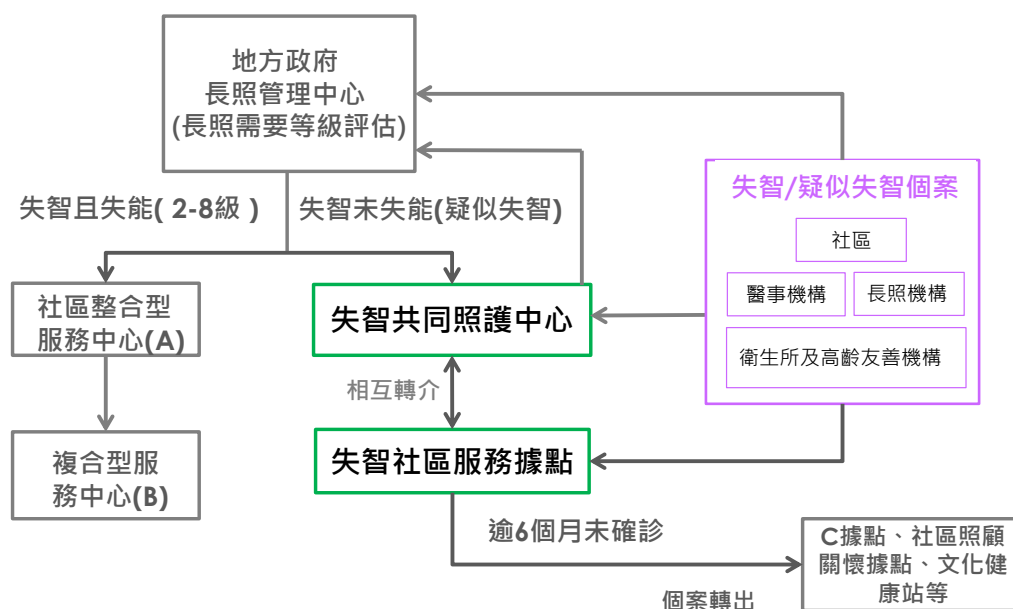 地方政府
長照管理中心
(長照需要等級評估)
失智/疑似失智個案
社區
醫事機構
長照機構
衛生所及高齡友善機構
失智且失能( 2-8級 )
失智未失能(疑似失智)
社區整合型
服務中心(A)
失智共同照護中心
相互轉介
複合型服
務中心(B)
失智社區服務據點
逾6個月未確診
C據點、社區照顧
關懷據點、文化健
康站等
個案轉出